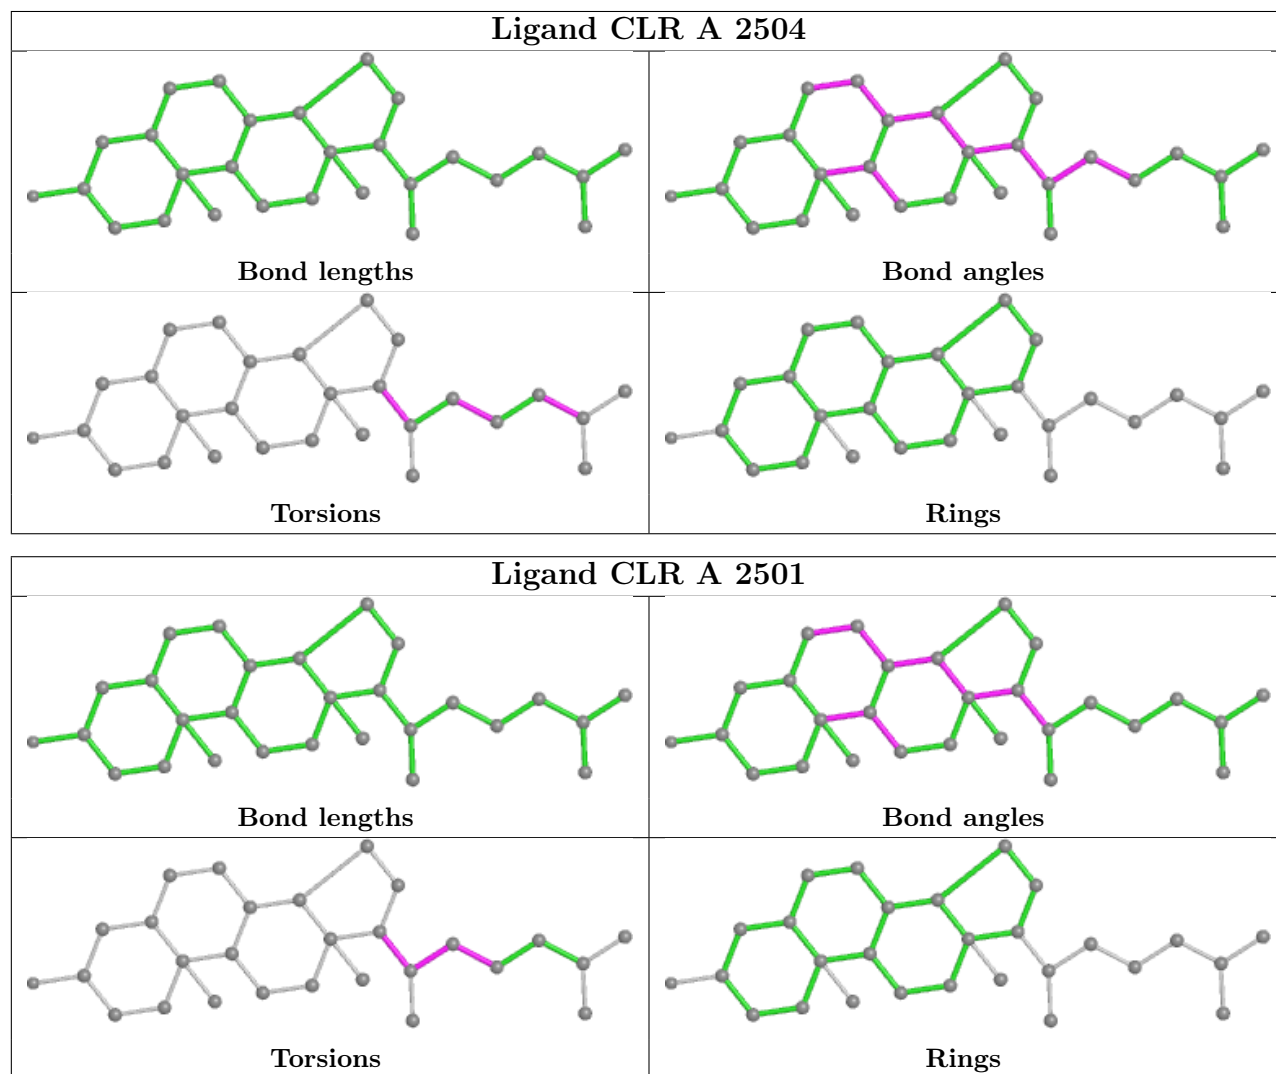 Ligand CLR A 2504
Bond lengths
Bond angles
Torsions
Rings
Ligand CLR A 2501
Bond lengths
Bond angles
Torsions
Rings